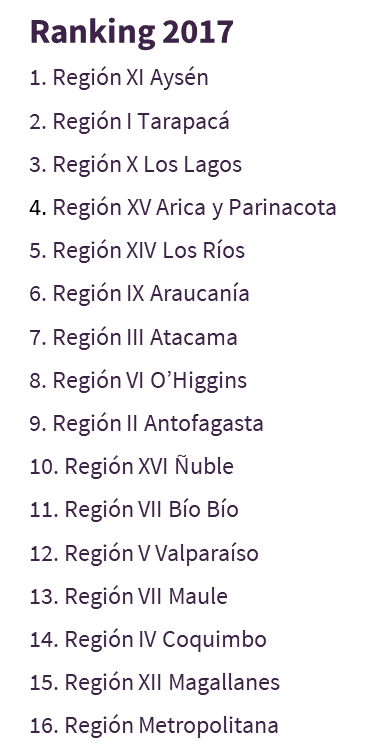 Ranking 2017
1. Región XI Aysén
2. Región I Tarapacá
3. Región X Los Lagos
4. Región XV Arica y Parinacota
5. Región XIV Los Ríos
6. Región IX Araucanía
7. Región III Atacama
8. Región VI O’Higgins
9. Región II Antofagasta
10. Región XVI Ñuble
11. Región VII Bío Bío
12. Región V Valparaíso
13. Región VII Maule
14. Región IV Coquimbo
15. Región XII Magallanes
16. Región Metropolitana